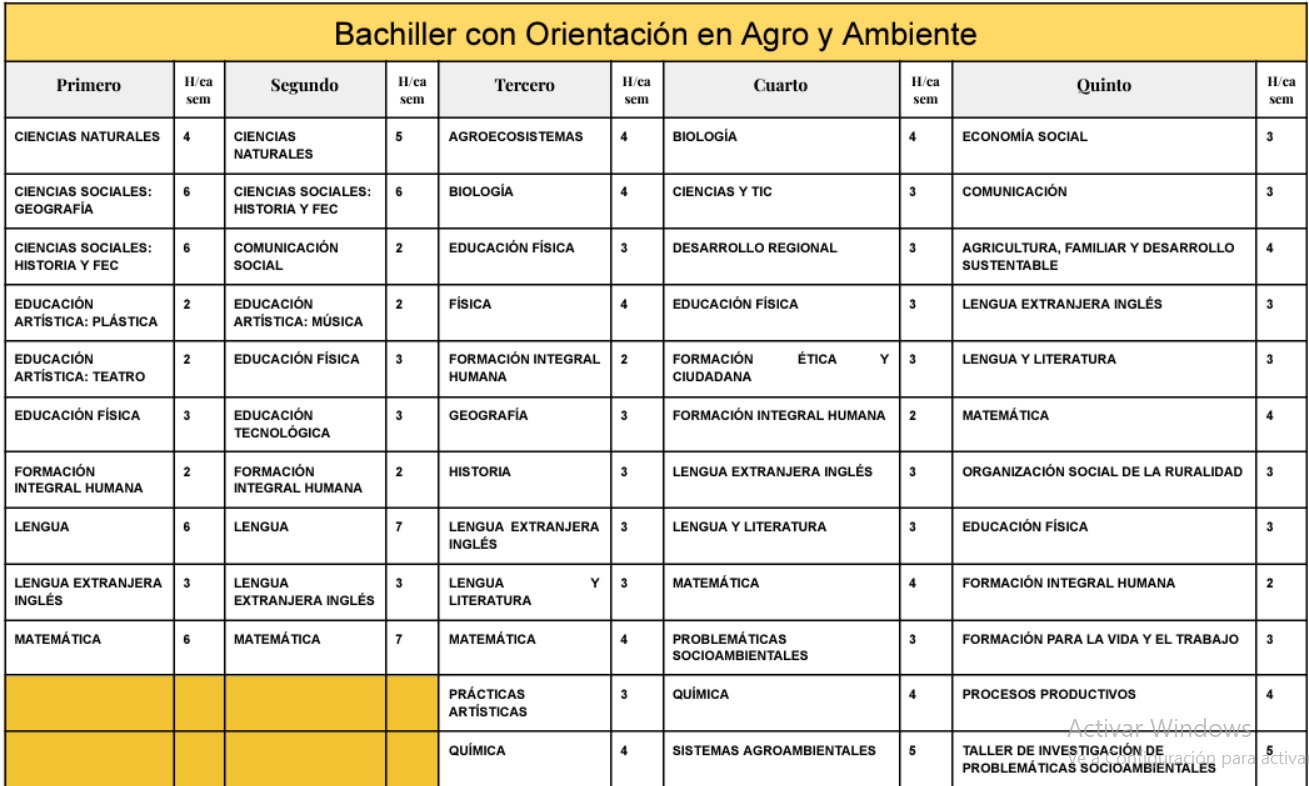 Bachiller con Orientación en Agro y Ambiente
Primero H/ca sem Segundo H/ca sem Tercero H/ca sem Cuarto H/ca sem Quinto H/ca sem
CIENCIAS NATURALES 4 CIENCIAS NATURALES 5 AGROECOSISTEMAS 4 BIOLOGÍA 4 ECONOMÍA SOCIAL 3
CIENCIAS SOCIALES: GEOGRAFÍA 6 CIENCIAS SOCIALES: HISTORIA Y FEC 6 BIOLOGÍA 4 CIENCIAS Y TIC 3 COMUNICACIÓN 3
CIENCIAS SOCIALES: HISTORIA Y FEC 6 COMUNICACIÓN SOCIAL 2 EDUCACIÓN FÍSICA 3 DESARROLLO REGIONAL 3 AGRICULTURA, FAMILIAR Y DESARROLLO SUSTENTABLE 4
EDUCACIÓN ARTÍSTICA: PLÁSTICA 2 EDUCACIÓN ARTÍSTICA: MÚSICA 2 FÍSICA 4 EDUCACIÓN FÍSICA 3 LENGUA EXTRANJERA INGLÉS 3
EDUCACIÓN ARTÍSTICA: TEATRO 2 EDUCACIÓN FÍSICA 3 FORMACIÓN INTEGRAL HUMANA 2 FORMACIÓN ÉTICA Y CIUDADANA 3 LENGUA Y LITERATURA 3
EDUCACIÓN FÍSICA 3 EDUCACIÓN TECNOLÓGICA 3 GEOGRAFÍA 3 FORMACIÓN INTEGRAL HUMANA 2 MATEMÁTICA 4
FORMACIÓN INTEGRAL HUMANA 2 FORMACIÓN INTEGRAL HUMANA 2 HISTORIA 3 LENGUA EXTRANJERA INGLÉS 3 ORGANIZACIÓN SOCIAL DE LA RURALIDAD 3
LENGUA 6 LENGUA 7 LENGUA EXTRANJERA INGLÉS 3 LENGUA Y LITERATURA 3 EDUCACIÓN FÍSICA 3
LENGUA EXTRANJERA INGLÉS 3 LENGUA EXTRANJERA INGLÉS 3 LENGUA Y LITERATURA 3 MATEMÁTICA 4 FORMACIÓN INTEGRAL HUMANA 2
MATEMÁTICA 6 MATEMÁTICA 7 MATEMÁTICA 4 PROBLEMÁTICAS SOCIOAMBIENTALES 3 FORMACIÓN PARA LA VIDA Y EL TRABAJO 3
PRÁCTICAS ARTÍSTICAS 3 QUÍMICA 4 PROCESOS PRODUCTIVOS 4
QUÍMICA 4 SISTEMAS AGROAMBIENTALES 5 TALLER DE INVESTIGACIÓN DE PROBLEMÁTICAS SOCIOAMBIENTALES 5
Activar Windows
Ve a Configuración para activa